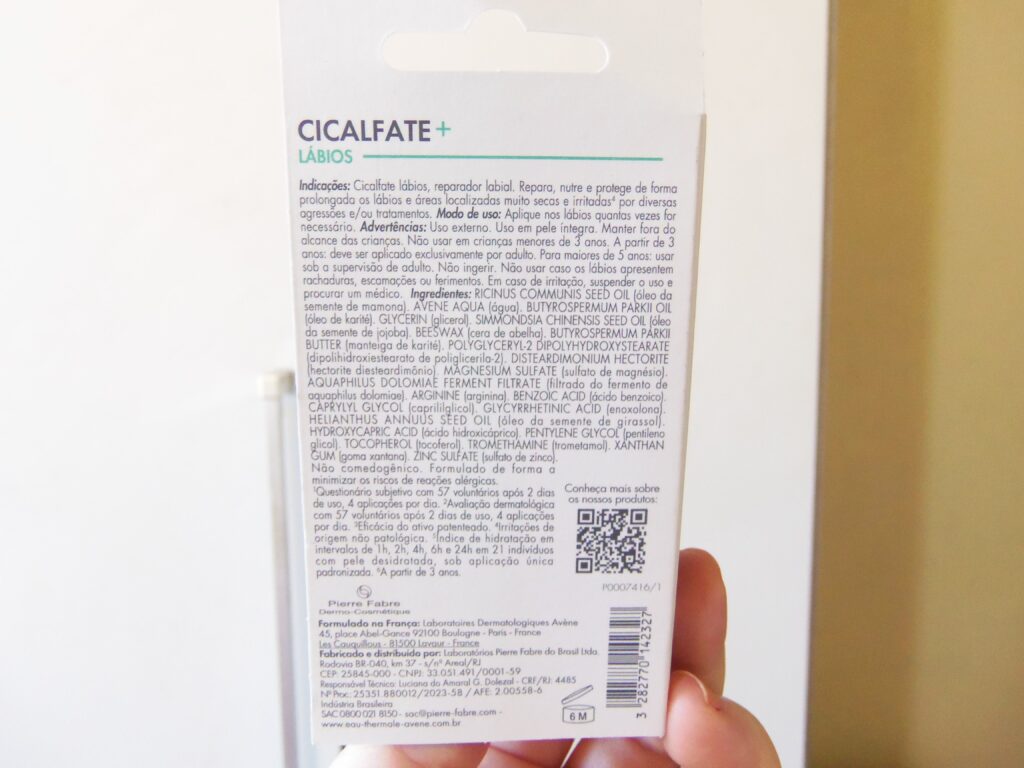 CICALFATE+
LÁBIOS
Indicações: Cicalfate lábios, reparador labial. Repara, nutre e protege de forma
prolongada os lábios e áreas localizadas muito secas e irritadas⁴ por diversas
agressões e/ou tratamentos. Modo de uso: Aplique nos lábios quantas vezes for
necessário. Advertências: Uso externo. Uso em pele íntegra. Manter fora do
alcance das crianças. Não usar em crianças menores de 3 anos. A partir de 3
anos: deve ser aplicado exclusivamente por adulto. Para maiores de 5 anos: usar
sob a supervisão de adulto. Não ingerir. Não usar caso os lábios apresentem
rachaduras, escamações ou ferimentos. Em caso de irritação, suspender o uso e
procurar um médico. Ingredientes: RICINUS COMMUNIS SEED OIL (óleo da
semente de mamona). AVENE AQUA (água). BUTYROSPERMUM PARKII OIL
(óleo de karité). GLYCERIN (glicerol). SIMMONDSIA CHINENSIS SEED OIL (óleo
da semente de jojoba). BEESWAX (cera de abelha). BUTYROSPERMUM PARKII
BUTTER (manteiga de karité). POLYGLYCERYL-2 DIPOLYHYDROXYSTEARATE
(dipolihidroxiestearato de poliglicerila-2). DISTEARDIMONIUM HECTORITE
(hectorite diesteardimônio). MAGNESIUM SULFATE (sulfato de magnésio).
AQUAPHILUS DOLOMIAE FERMENT FILTRATE (filtrado do fermento de
aquaphilus dolomiae). ARGININE (arginina). BENZOIC ACID (ácido benzoico).
CAPRYLYL GLYCOL (caprililglicol). GLYCYRRHETINIC ACID (enoxolona).
HELIANTHUS ANNUUS SEED OIL (óleo da semente de girassol).
HYDROXYCAPRIC ACID (ácido hidroxicáprico). PENTYLENE GLYCOL (pentileno
glicol). TOCOPHEROL (tocoferol). TROMETHAMINE (trometamol). XANTHAN
GUM (goma xantana). ZINC SULFATE (sulfato de zinco).
Não comedogênico. Formulado de forma a
minimizar os riscos de reações alérgicas.
¹Questionário subjetivo com 57 voluntários após 2 dias
de uso, 4 aplicações por dia. ²Avaliação dermatológica
com 57 voluntários após 2 dias de uso, 4 aplicações
por dia. ³Eficácia do ativo patenteado. ⁴Irritações de
origem não patológica. ⁵Índice de hidratação em
intervalos de 1h, 2h, 4h, 6h e 24h em 21 indivíduos
com pele desidratada, sob aplicação única
padronizada. ⁶A partir de 3 anos.
Conheça mais sobre
os nossos produtos:
P0007416/1
Pierre Fabre
Dermo-Cosmétique
Formulado na França: Laboratoires Dermatologiques Avène
45, place Abel-Gance 92100 Boulogne - Paris - France
Les Cauquillous - 81500 Lavaur - France
Fabricado e distribuído por: Laboratórios Pierre Fabre do Brasil Ltda.
Rodovia BR-040, km 37 - s/nº Areal/RJ
CEP: 25845-000 - CNPJ: 33.051.491/0001-59
Responsável Técnico: Luciana do Amaral G. Dolezal - CRF/RJ: 4485
Nº Proc.: 25351.880012/2023-58 / AFE: 2.00558-6
Indústria Brasileira
SAC 0800 021 8150 - sac@pierre-fabre.com -
www.eau-thermale-avene.com.br
6 M
3 282770 142327